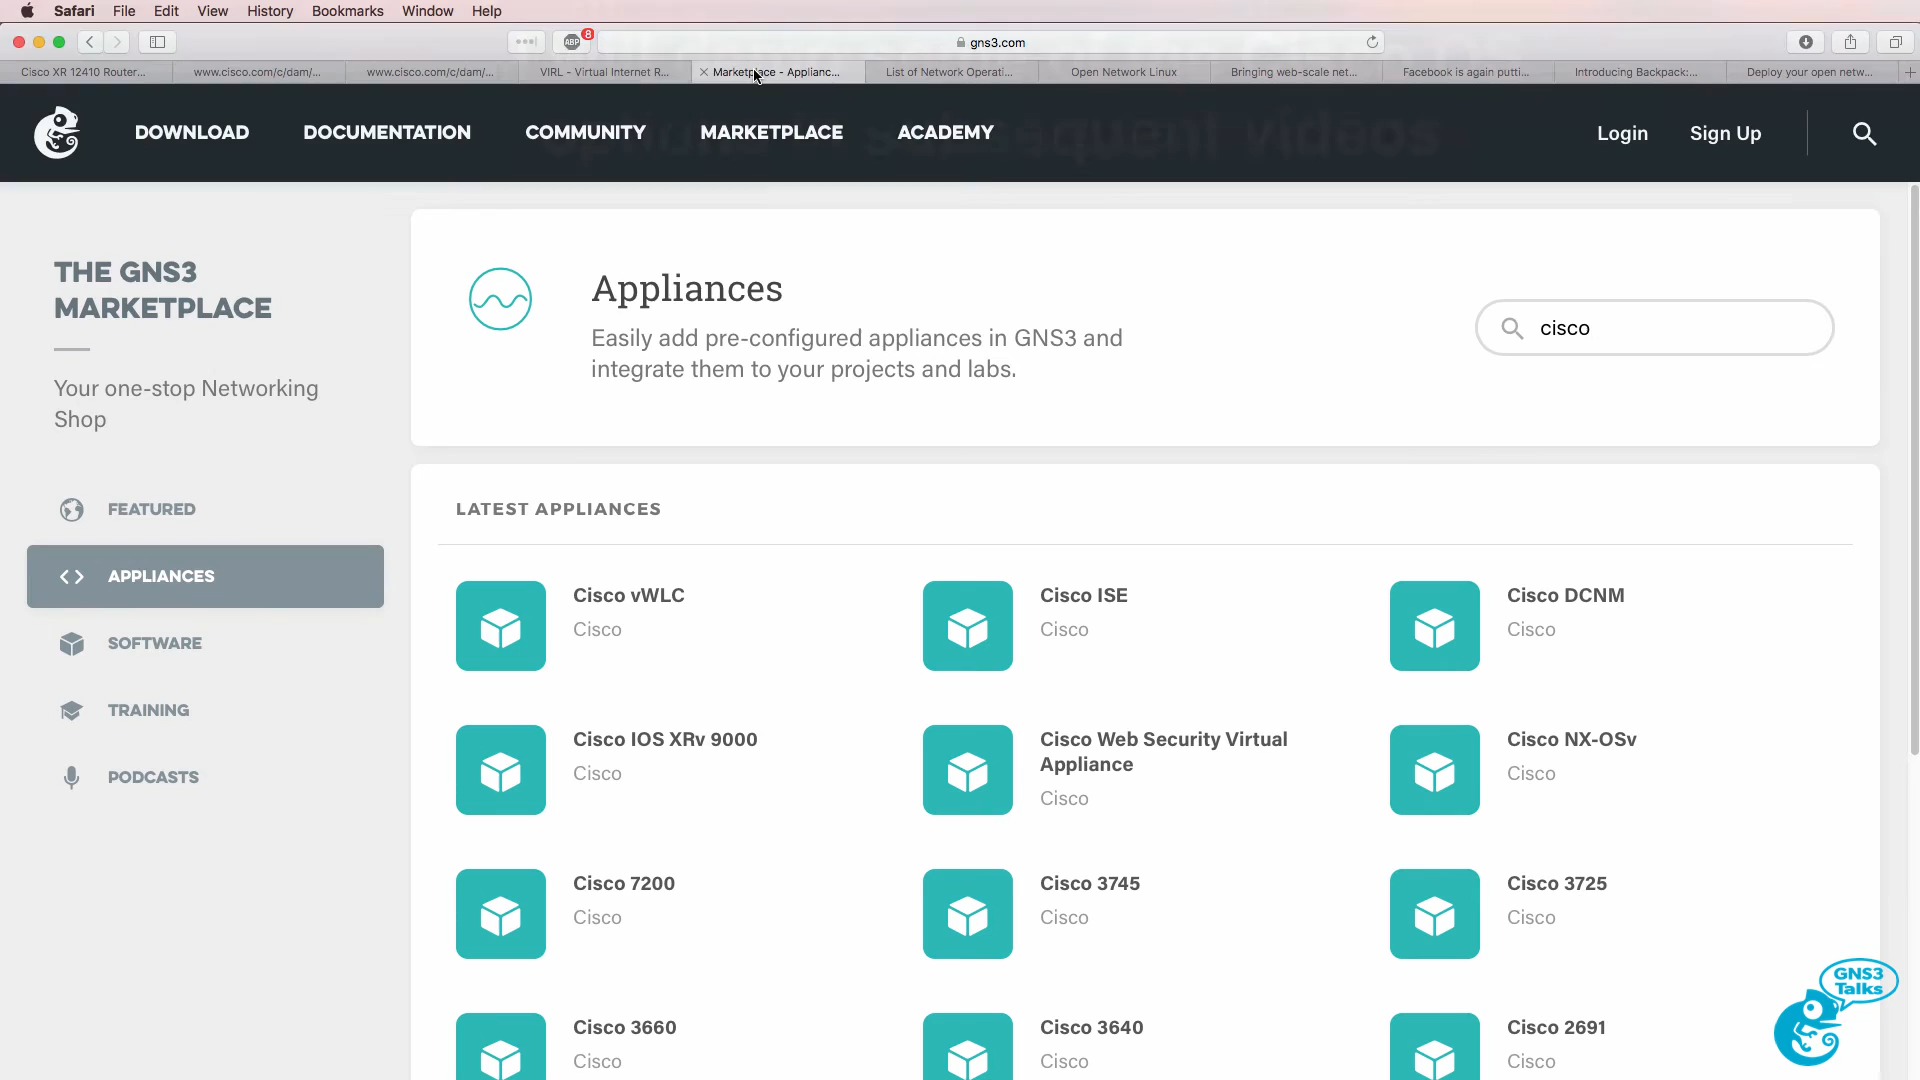 Safari File Edit View History Bookmarks Window Help
ABP 8 gns3.com
Cisco XR 12410 Router... www.cisco.com/c/dam/... www.cisco.com/c/dam/... VIRL - Virtual Internet R... Marketplace - Applianc... List of Network Operati... Open Network Linux Bringing web-scale net... Facebook is again putti... Introducing Backpack:... Deploy your open netw...
DOWNLOAD DOCUMENTATION COMMUNITY MARKETPLACE ACADEMY Login Sign Up
THE GNS3
MARKETPLACE
Your one-stop Networking
Shop
FEATURED
APPLIANCES
SOFTWARE
TRAINING
PODCASTS
Appliances
Easily add pre-configured appliances in GNS3 and
integrate them to your projects and labs.
cisco
LATEST APPLIANCES
Cisco vWLC
Cisco
Cisco ISE
Cisco
Cisco DCNM
Cisco
Cisco IOS XRv 9000
Cisco
Cisco Web Security Virtual
Appliance
Cisco
Cisco NX-OSv
Cisco
Cisco 7200
Cisco
Cisco 3745
Cisco
Cisco 3725
Cisco
Cisco 3660
Cisco
Cisco 3640
Cisco
Cisco 2691
Cisco
GNS3
Talks